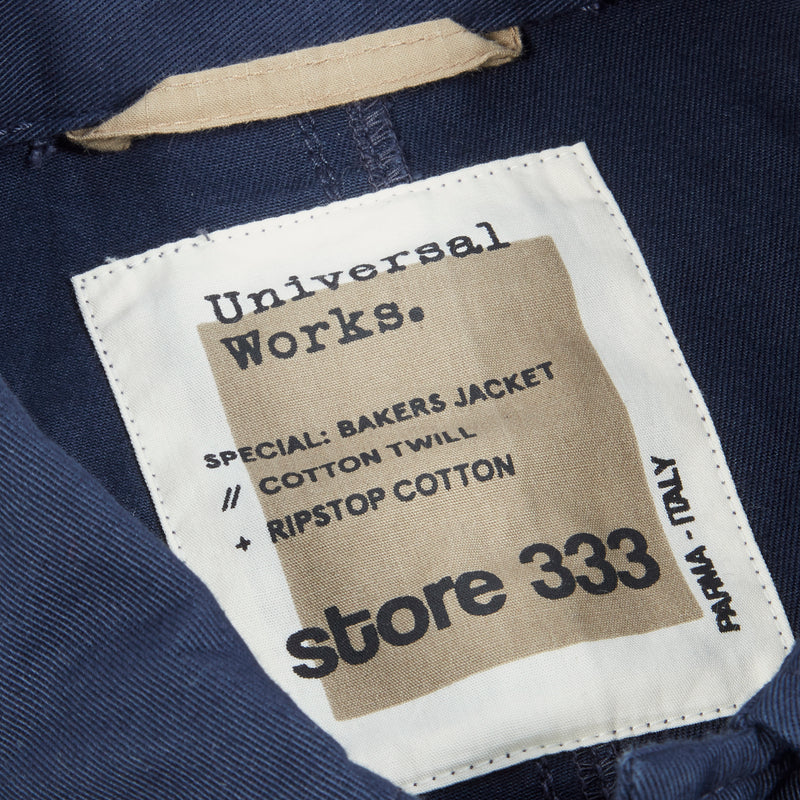 Universal
Works.
SPECIAL: BAKERS JACKET
// COTTON TWILL
+ RIPSTOP COTTON
store 333
PARMA - ITALY